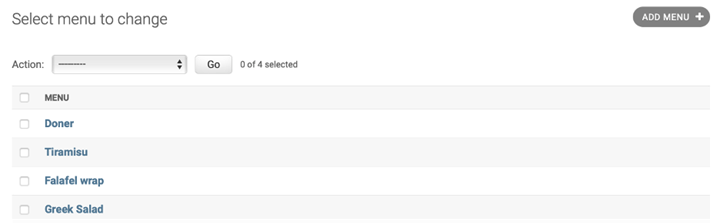 Select menu to change
ADD MENU +
Action: --------- Go 0 of 4 selected
MENU
Doner
Tiramisu
Falafel wrap
Greek Salad